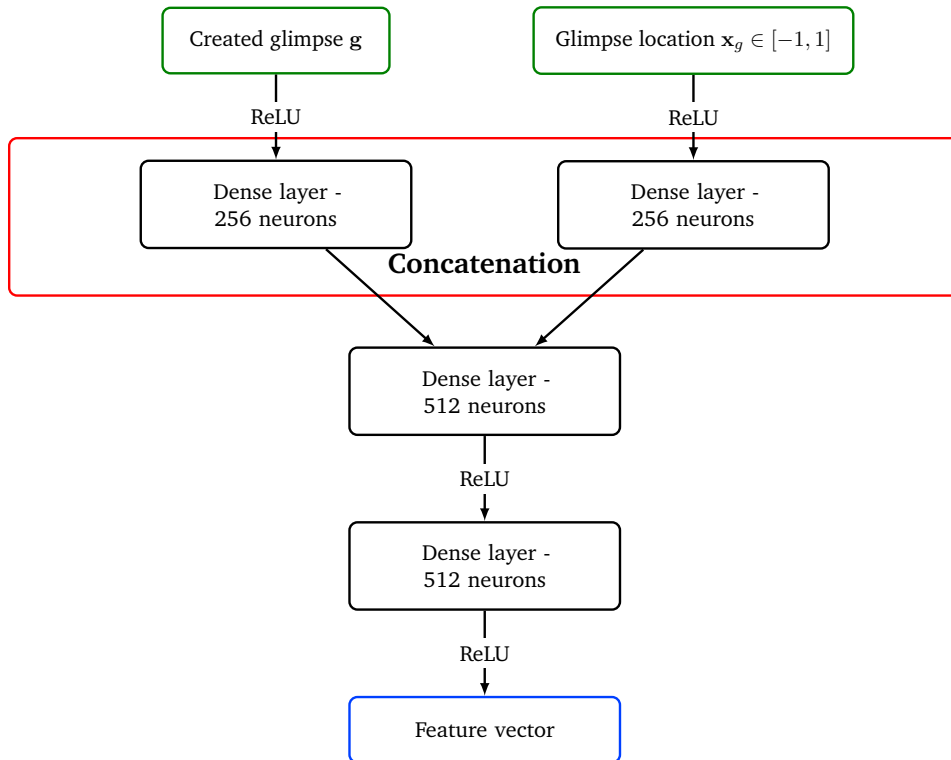 Created glimpse g
Glimpse location x_g ∈ [−1, 1]
ReLU
ReLU
Dense layer -
256 neurons
Dense layer -
256 neurons
Concatenation
Dense layer -
512 neurons
ReLU
Dense layer -
512 neurons
ReLU
Feature vector